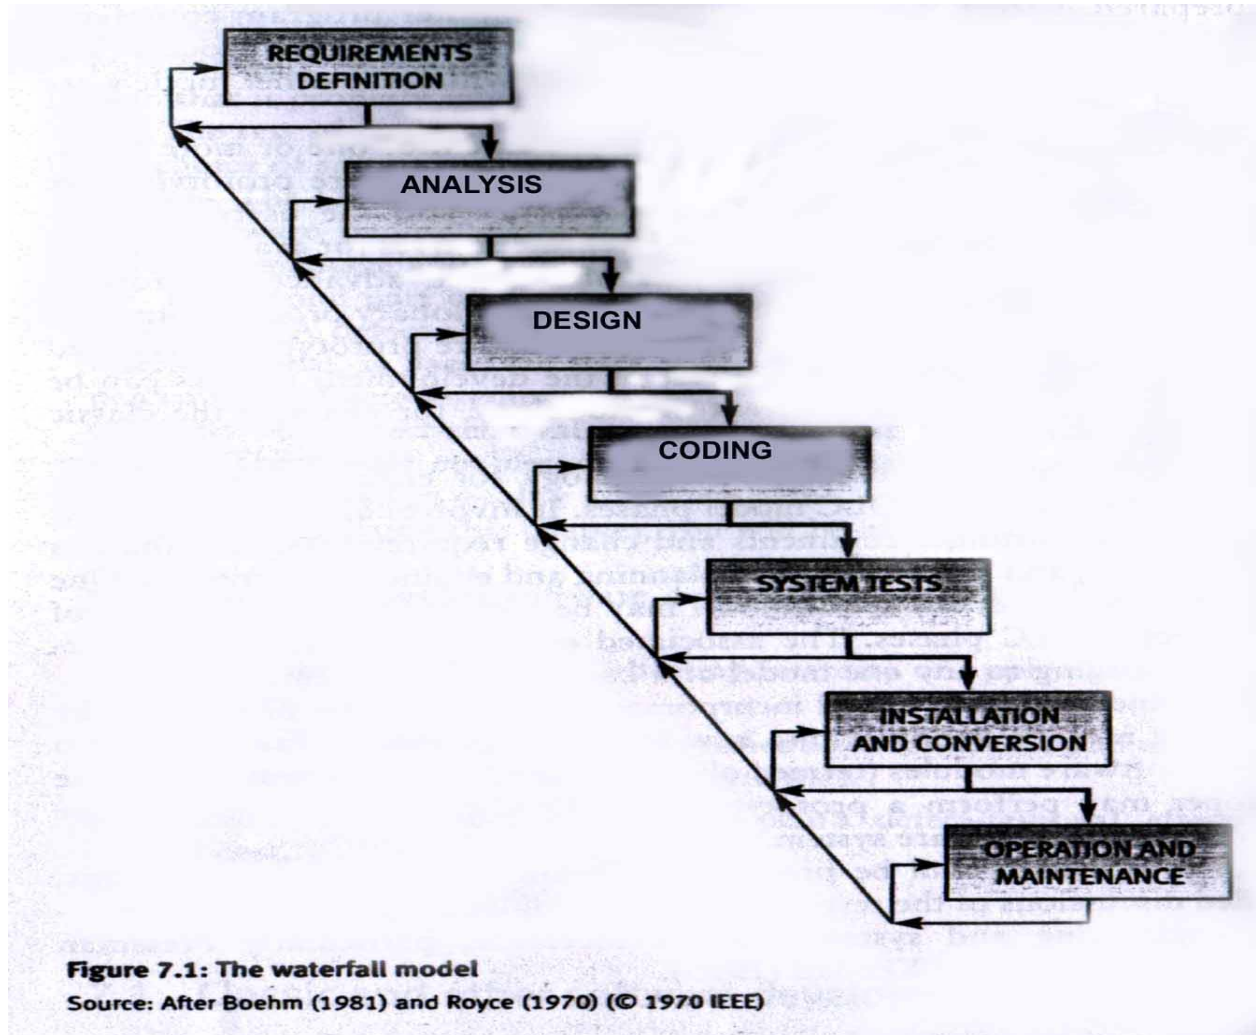 REQUIREMENTS
DEFINITION
ANALYSIS
DESIGN
CODING
SYSTEM TESTS
INSTALLATION
AND CONVERSION
OPERATION AND
MAINTENANCE
Figure 7.1: The waterfall model
Source: After Boehm (1981) and Royce (1970) (© 1970 IEEE)